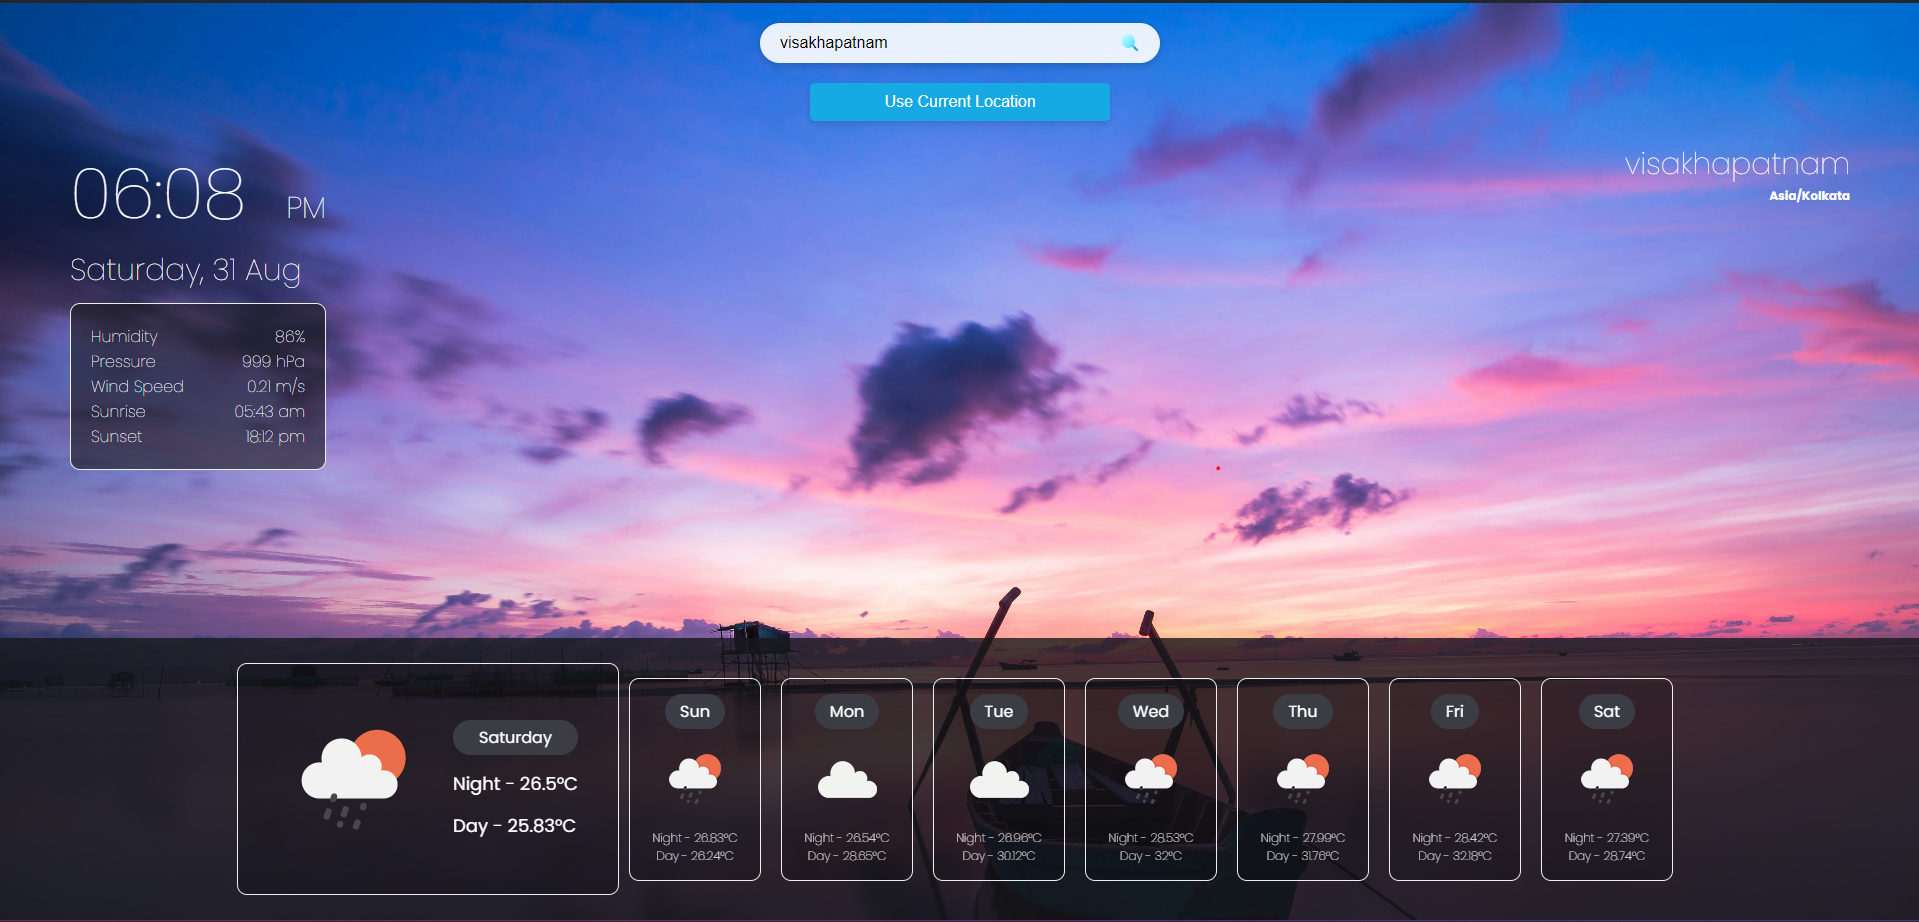 visakhapatnam
Use Current Location
06:08 PM
Saturday, 31 Aug
visakhapatnam
Asia/Kolkata
Humidity 86%
Pressure 999 hPa
Wind Speed 0.21 m/s
Sunrise 05:43 am
Sunset 18:12 pm
Saturday
Night - 26.5°C
Day - 25.83°C
Sun
Night - 26.83°C
Day - 26.24°C
Mon
Night - 26.54°C
Day - 28.65°C
Tue
Night - 26.96°C
Day - 30.12°C
Wed
Night - 28.53°C
Day - 32°C
Thu
Night - 27.99°C
Day - 31.76°C
Fri
Night - 28.42°C
Day - 32.18°C
Sat
Night - 27.39°C
Day - 28.74°C